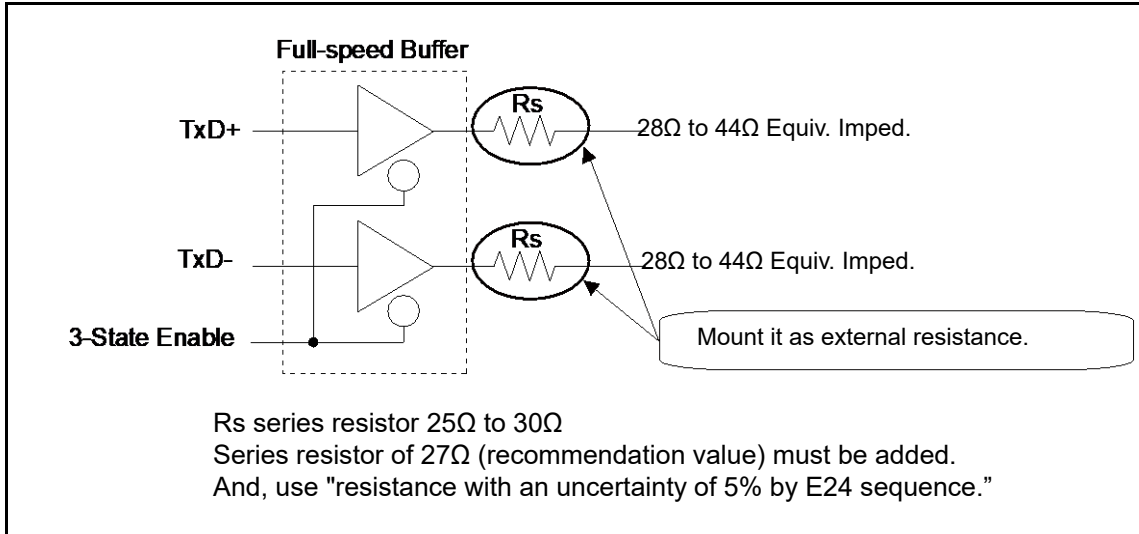 Full-speed Buffer
TxD+
Rs
28Ω to 44Ω Equiv. Imped.
TxD-
Rs
28Ω to 44Ω Equiv. Imped.
3-State Enable
Mount it as external resistance.
Rs series resistor 25Ω to 30Ω
Series resistor of 27Ω (recommendation value) must be added.
And, use "resistance with an uncertainty of 5% by E24 sequence.”